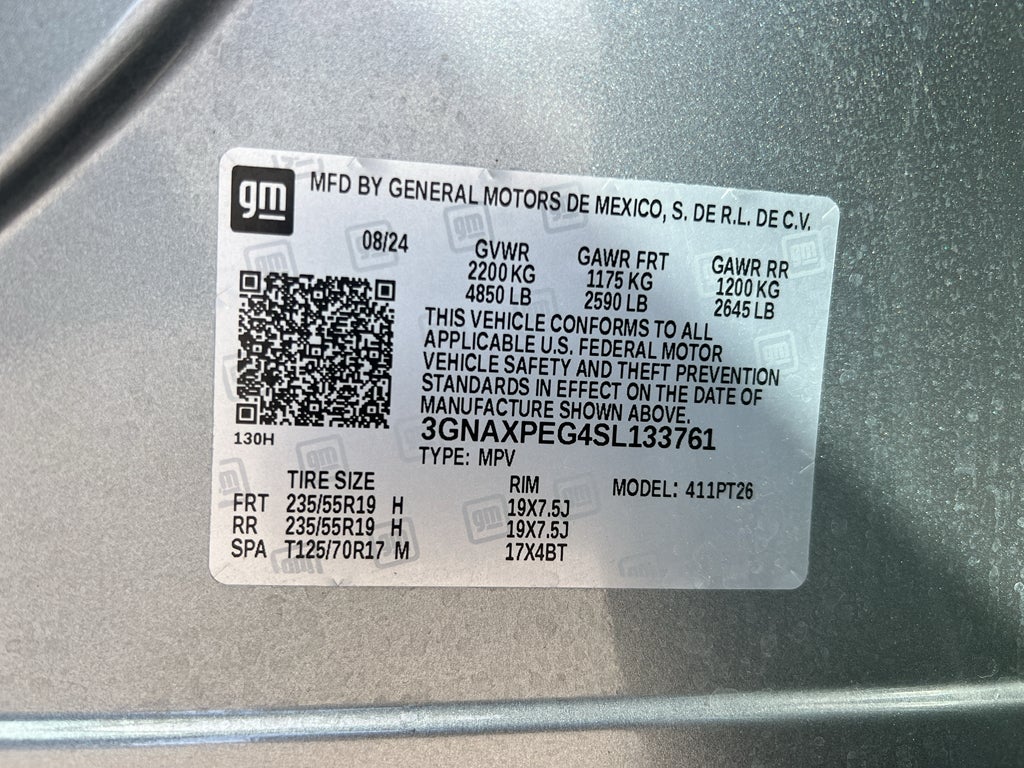 gm MFD BY GENERAL MOTORS DE MEXICO, S. DE R.L. DE C.V.
08/24 GVWR GAWR FRT GAWR RR
2200 KG 1175 KG 1200 KG
4850 LB 2590 LB 2645 LB
THIS VEHICLE CONFORMS TO ALL
APPLICABLE U.S. FEDERAL MOTOR
VEHICLE SAFETY AND THEFT PREVENTION
STANDARDS IN EFFECT ON THE DATE OF
MANUFACTURE SHOWN ABOVE.
130H 3GNAXPEG4SL133761
TYPE: MPV
TIRE SIZE RIM MODEL: 411PT26
FRT 235/55R19 H 19X7.5J
RR 235/55R19 H 19X7.5J
SPA T125/70R17 M 17X4BT